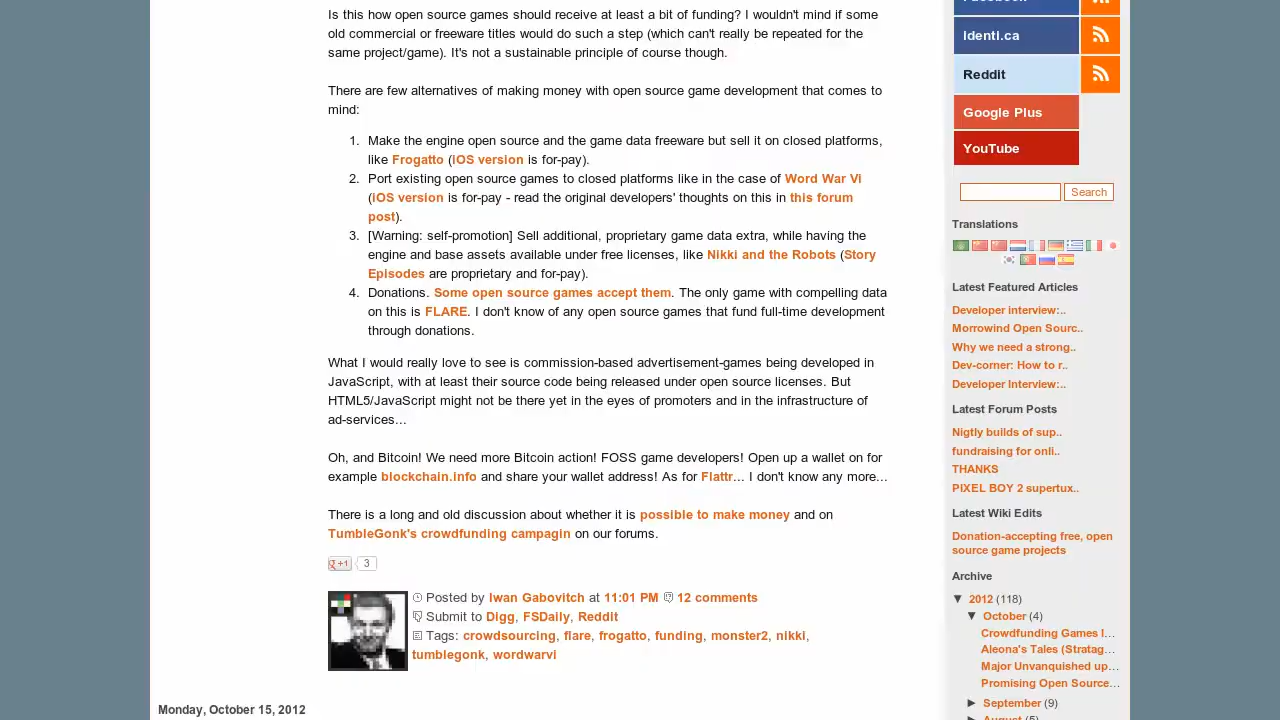 Is this how open source games should receive at least a bit of funding? I wouldn't mind if some
old commercial or freeware titles would do such a step (which can't really be repeated for the
same project/game). It's not a sustainable principle of course though.
There are few alternatives of making money with open source game development that comes to
mind:
1. Make the engine open source and the game data freeware but sell it on closed platforms,
like Frogatto (iOS version is for-pay).
2. Port existing open source games to closed platforms like in the case of Word War Vi
(iOS version is for-pay - read the original developers' thoughts on this in this forum
post).
3. [Warning: self-promotion] Sell additional, proprietary game data extra, while having the
engine and base assets available under free licenses, like Nikki and the Robots (Story
Episodes are proprietary and for-pay).
4. Donations. Some open source games accept them. The only game with compelling data
on this is FLARE. I don't know of any open source games that fund full-time development
through donations.
What I would really love to see is commission-based advertisement-games being developed in
JavaScript, with at least their source code being released under open source licenses. But
HTML5/JavaScript might not be there yet in the eyes of promoters and in the infrastructure of
ad-services...
Oh, and Bitcoin! We need more Bitcoin action! FOSS game developers! Open up a wallet on for
example blockchain.info and share your wallet address! As for Flattr... I don't know any more...
There is a long and old discussion about whether it is possible to make money and on
TumbleGonk's crowdfunding campagin on our forums.
+1 3
Posted by Iwan Gabovitch at 11:01 PM 12 comments
Submit to Digg, FSDaily, Reddit
Tags: crowdsourcing, flare, frogatto, funding, monster2, nikki,
tumblegonk, wordwarvi
Monday, October 15, 2012
Facebook
Identi.ca
Reddit
Google Plus
YouTube
Search
Translations
Latest Featured Articles
Developer interview:..
Morrowind Open Sourc..
Why we need a strong..
Dev-corner: How to r..
Developer Interview:..
Latest Forum Posts
Nigtly builds of sup..
fundraising for onli..
THANKS
PIXEL BOY 2 supertux..
Latest Wiki Edits
Donation-accepting free, open
source game projects
Archive
▼ 2012 (118)
▼ October (4)
Crowdfunding Games I...
Aleona's Tales (Stratag...
Major Unvanquished up...
Promising Open Source...
► September (9)
► August (5)